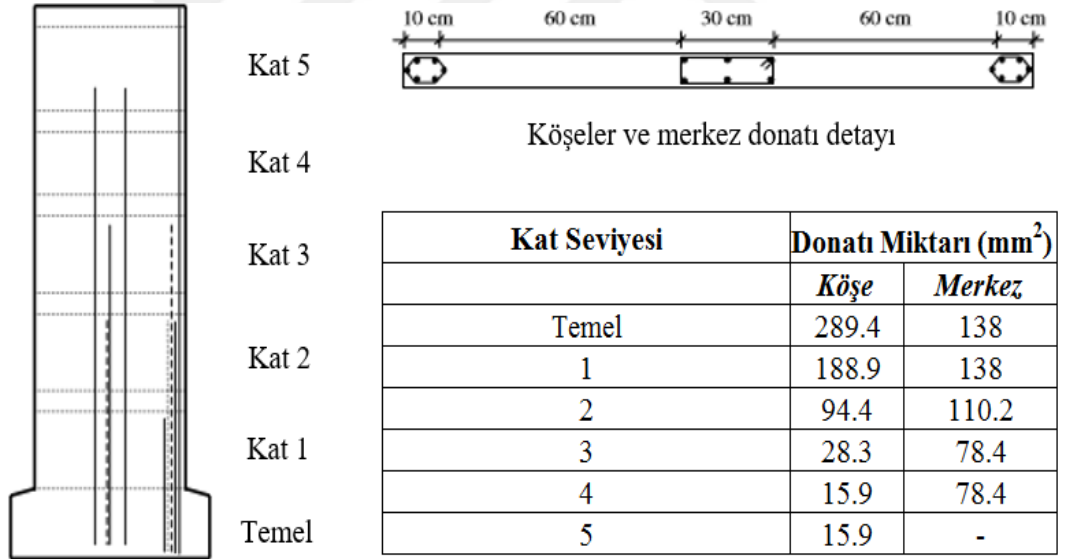 10 cm 60 cm 30 cm 60 cm 10 cm
Köşeler ve merkez donatı detayı
Kat 5
Kat 4
Kat 3
Kat 2
Kat 1
Temel
Kat Seviyesi Donatı Miktarı (mm²)
Köşe Merkez
Temel 289.4 138
1 188.9 138
2 94.4 110.2
3 28.3 78.4
4 15.9 78.4
5 15.9 -